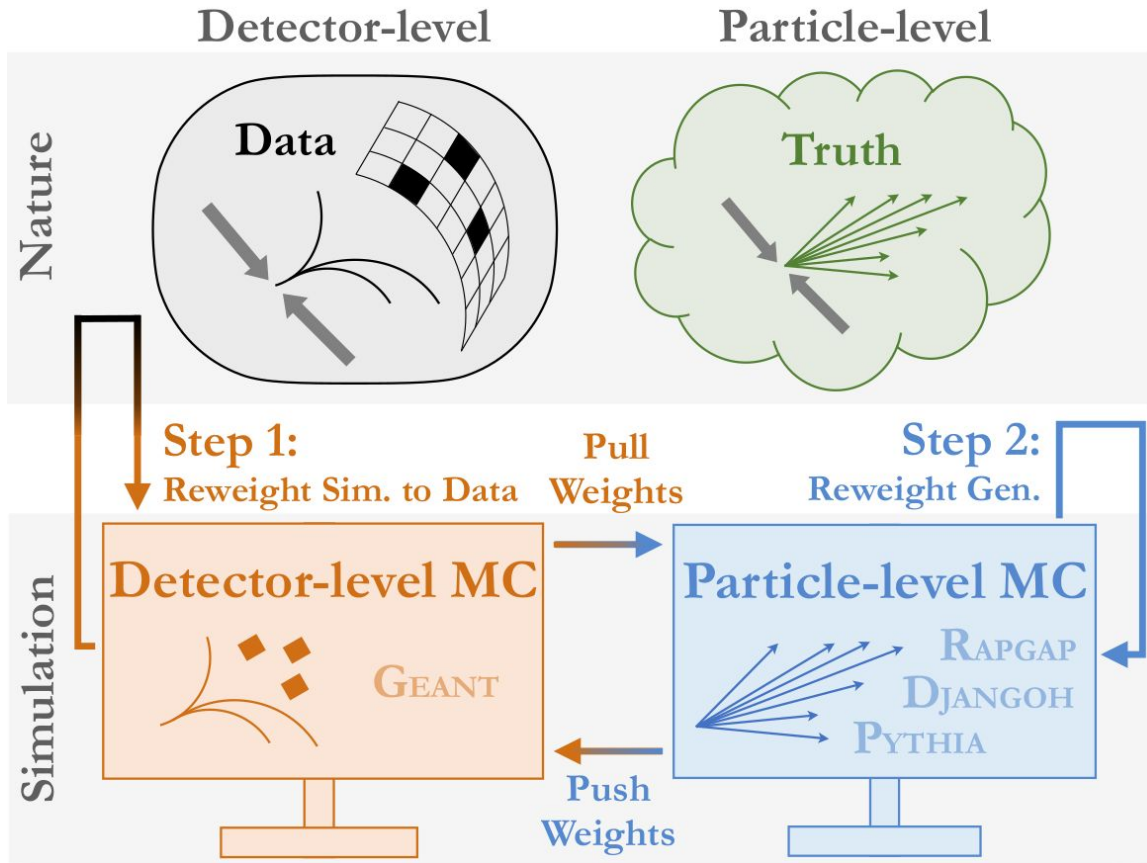 Detector-level
Particle-level
Nature
Data
Truth
Step 1:
Reweight Sim. to Data
Pull
Weights
Step 2:
Reweight Gen.
Simulation
Detector-level MC
GEANT
Particle-level MC
RAPGAP
DJANGOH
PYTHIA
Push
Weights